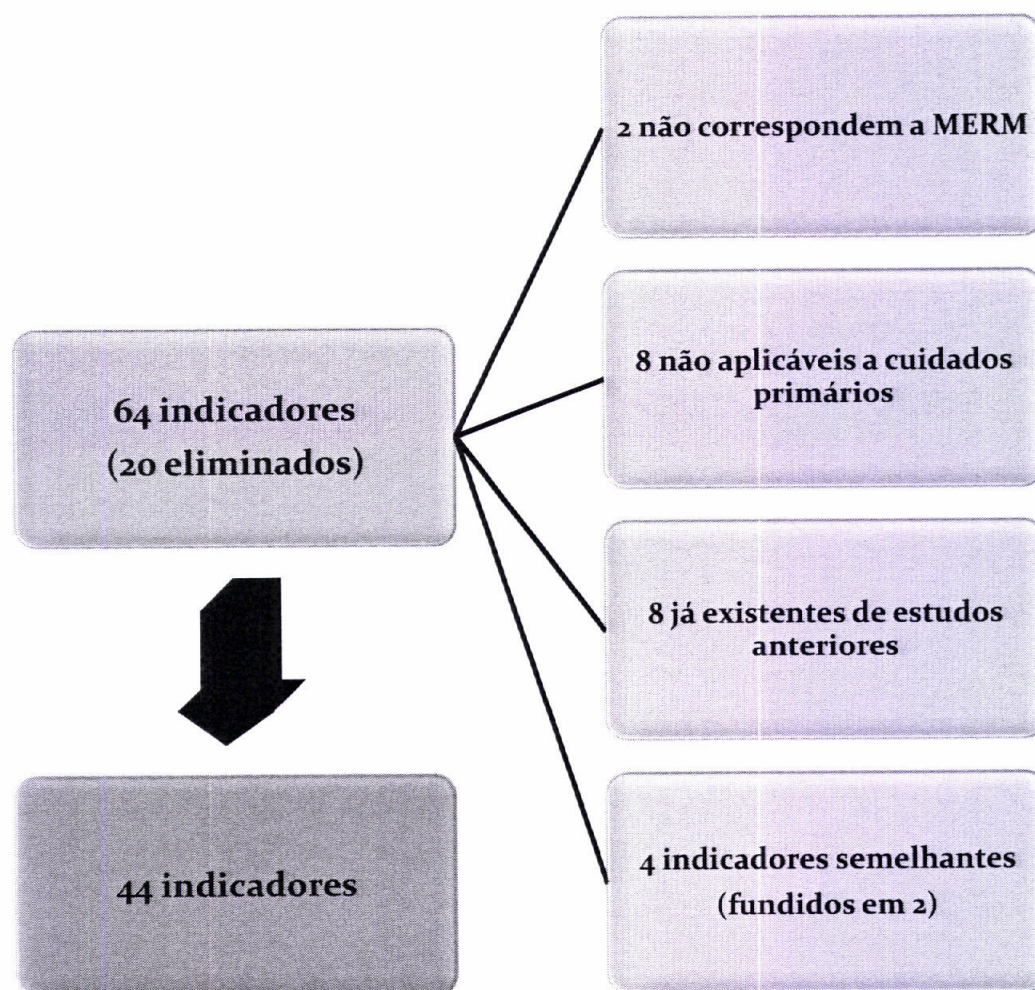 64 indicadores
(20 eliminados)
44 indicadores
2 não correspondem a MERM
8 não aplicáveis a cuidados
primários
8 já existentes de estudos
anteriores
4 indicadores semelhantes
(fundidos em 2)